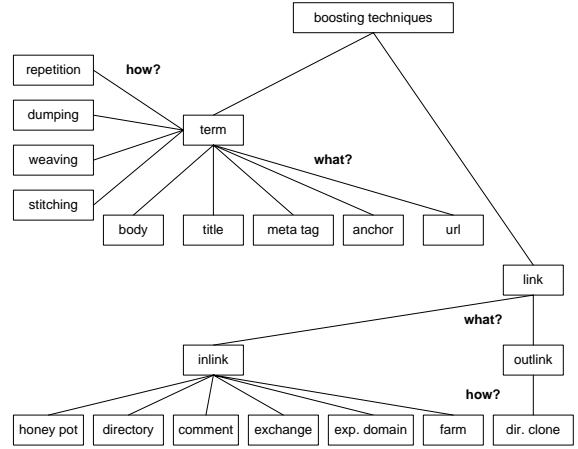 boosting techniques
repetition
how?
dumping
term
weaving
what?
stitching
body
title
meta tag
anchor
url
link
what?
inlink
outlink
how?
honey pot
directory
comment
exchange
exp. domain
farm
dir. clone